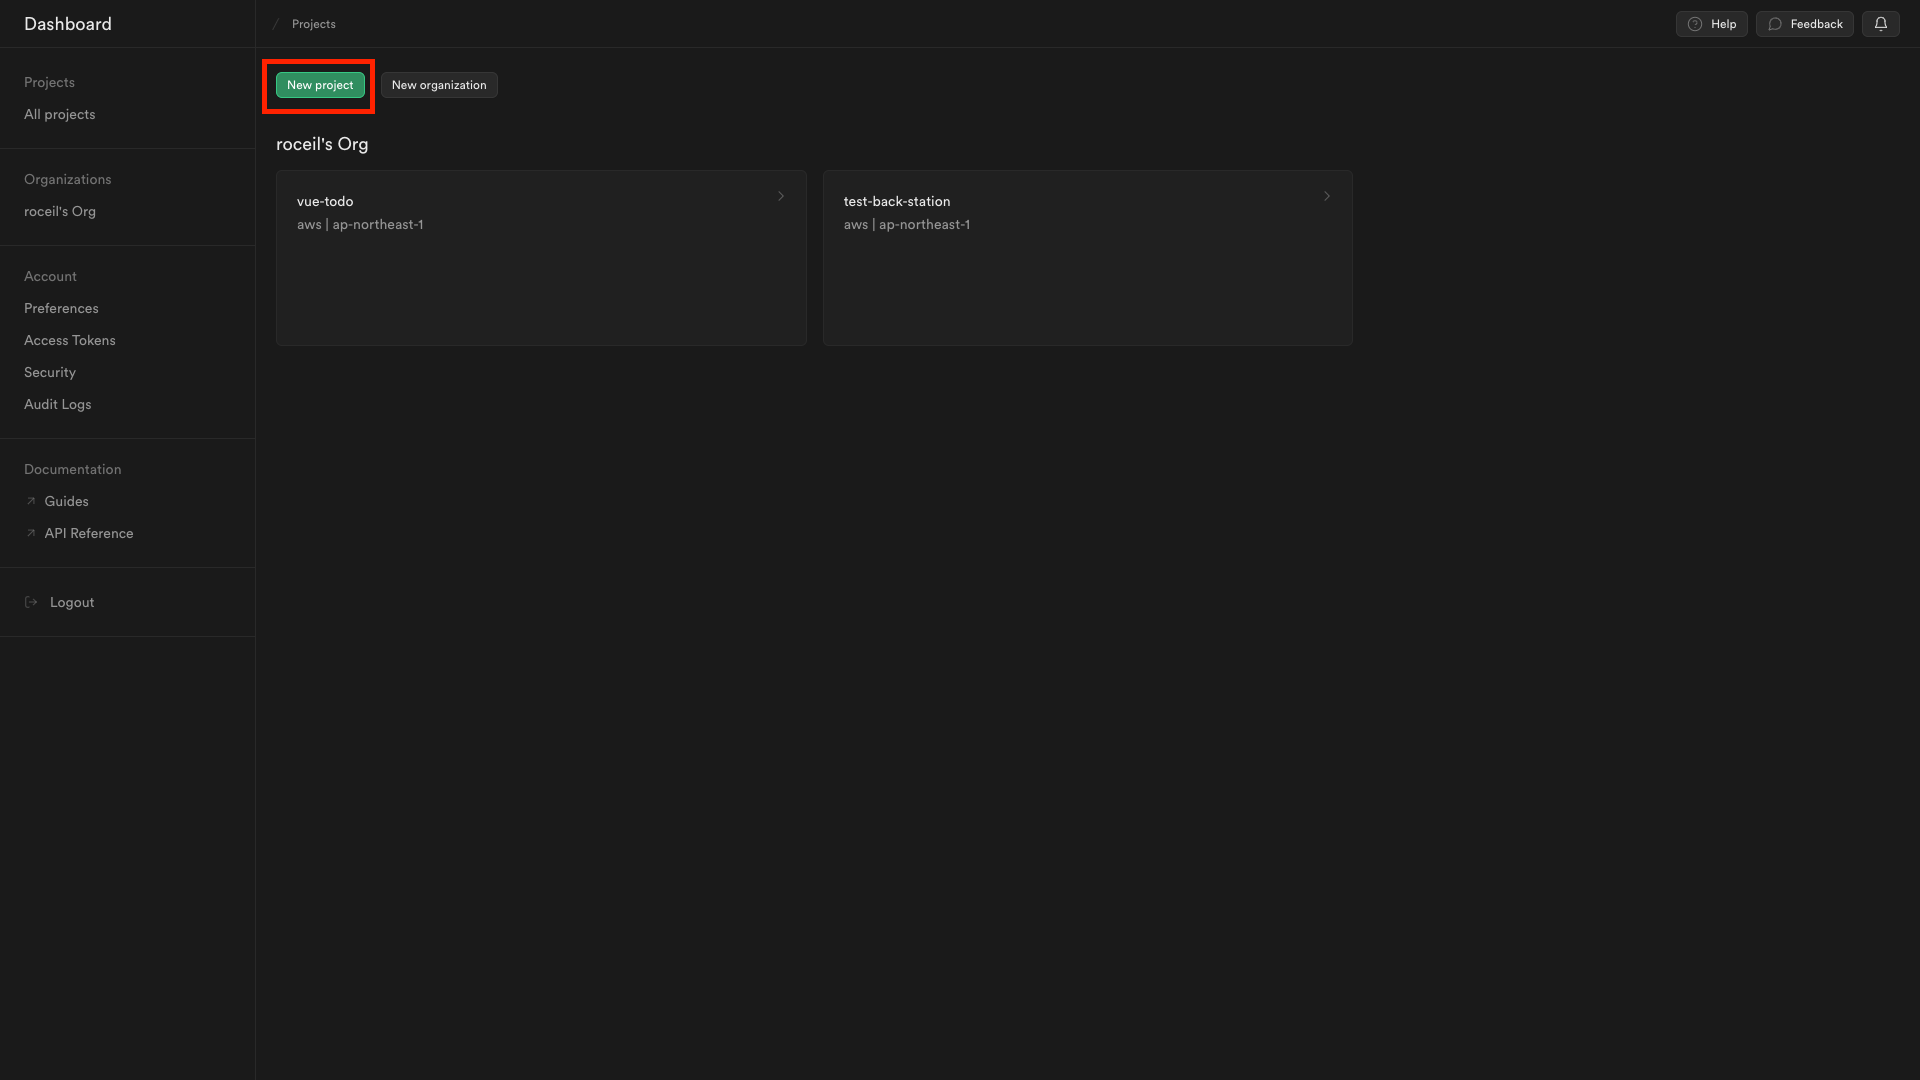 Dashboard
Projects
Help
Feedback
Projects
All projects
Organizations
roceil's Org
Account
Preferences
Access Tokens
Security
Audit Logs
Documentation
Guides
API Reference
Logout
New project
New organization
roceil's Org
vue-todo
aws | ap-northeast-1
test-back-station
aws | ap-northeast-1